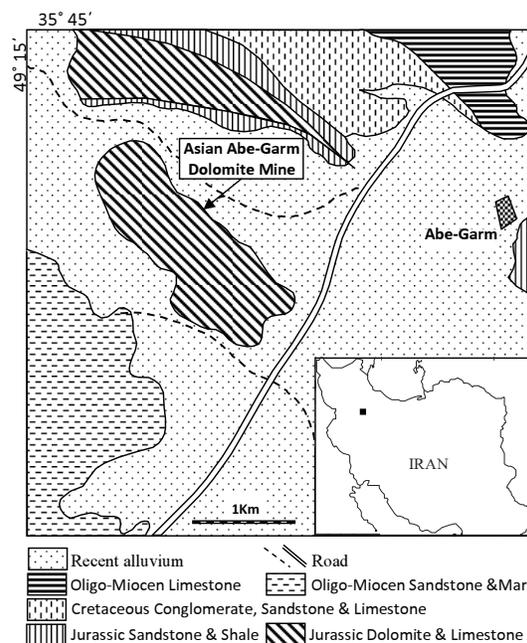 35° 45´
49° 15´
Asian Abe-Garm
Dolomite Mine
Abe-Garm
IRAN
1Km
Recent alluvium
Road
Oligo-Miocen Limestone
Oligo-Miocen Sandstone &Mar
Cretaceous Conglomerate, Sandstone & Limestone
Jurassic Sandstone & Shale
Jurassic Dolomite & Limestone